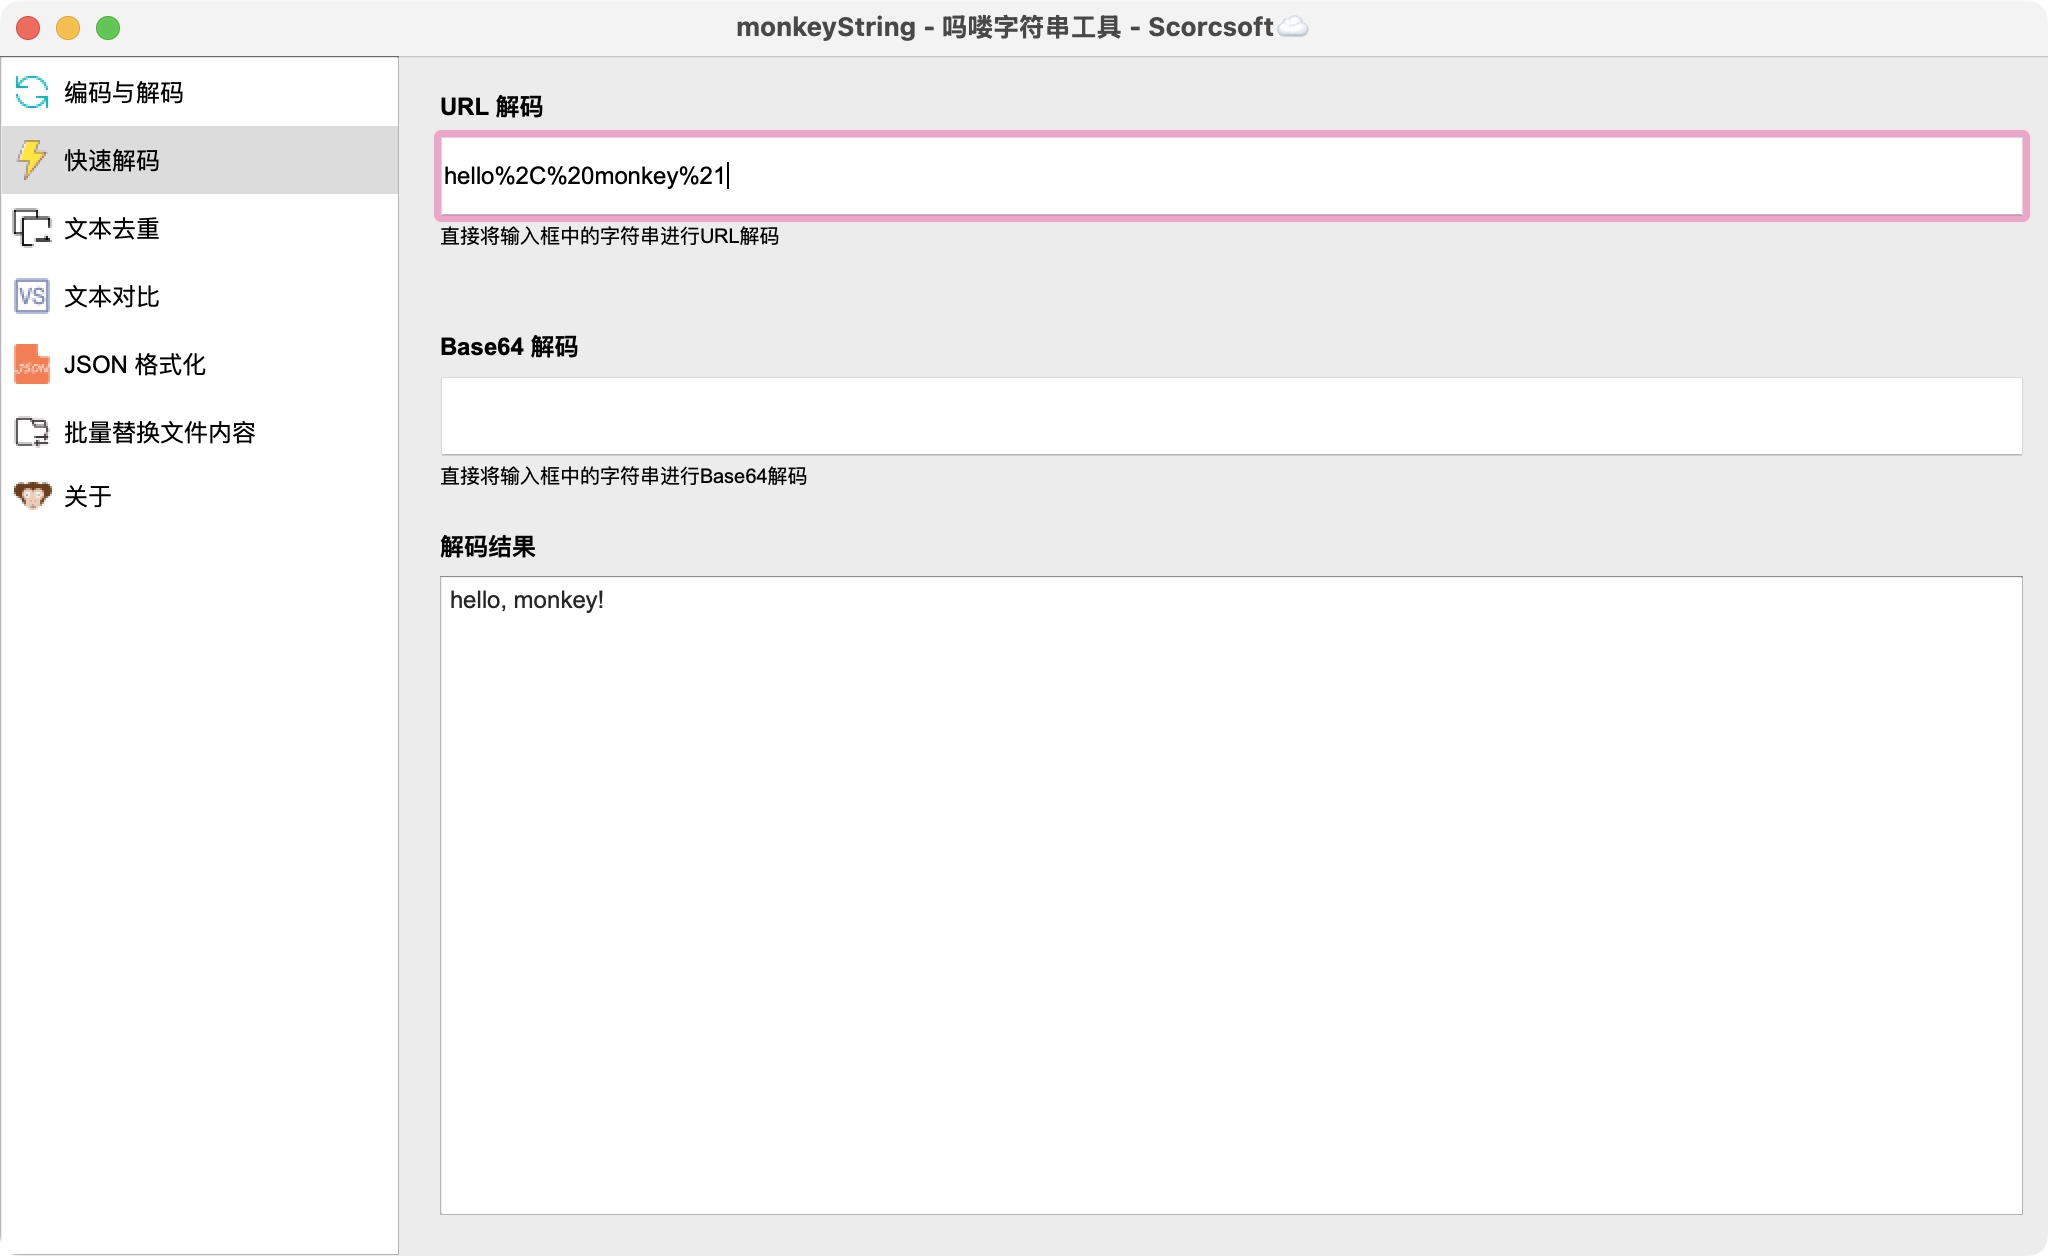 monkeyString - 吗喽字符串工具 - Scorcsoft☁️
编码与解码
快速解码
文本去重
VS 文本对比
JSON JSON 格式化
批量替换文件内容
关于
URL 解码
hello%2C%20monkey%21
直接将输入框中的字符串进行URL解码
Base64 解码
直接将输入框中的字符串进行Base64解码
解码结果
hello, monkey!